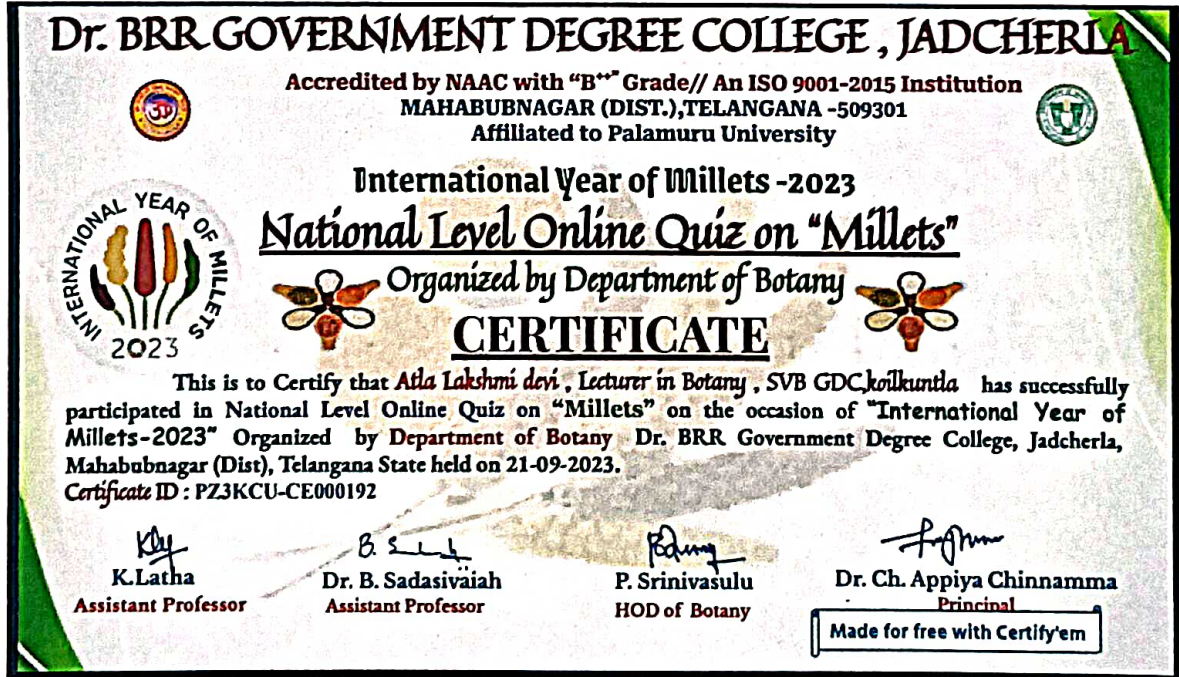 Dr. BRR GOVERNMENT DEGREE COLLEGE , JADCHERLA
Accredited by NAAC with “B⁺⁺” Grade// An ISO 9001-2015 Institution
MAHABUBNAGAR (DIST.),TELANGANA -509301
Affiliated to Palamuru University
International Year of Millets -2023
INTERNATIONAL YEAR OF MILLETS
2023
National Level Online Quiz on “Millets”
Organized by Department of Botany
CERTIFICATE
This is to Certify that Atla Lakshmi devi , Lecturer in Botany , SVB GDC,koilkuntla has successfully
participated in National Level Online Quiz on “Millets” on the occasion of "International Year of
Millets-2023" Organized by Department of Botany Dr. BRR Government Degree College, Jadcherla,
Mahabubnagar (Dist), Telangana State held on 21-09-2023.
Certificate ID : PZ3KCU-CE000192
K.Latha
Assistant Professor
Dr. B. Sadasivaiah
Assistant Professor
P. Srinivasulu
HOD of Botany
Dr. Ch. Appiya Chinnamma
Principal
Made for free with Certify'em